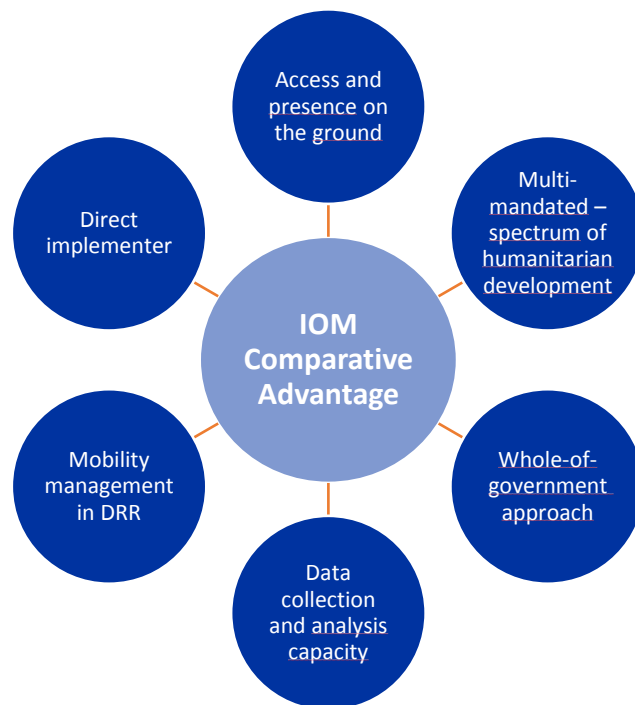 Access and
presence on
the ground
Multi-
mandated –
spectrum of
humanitarian
development
Whole-of-
government
approach
Data
collection
and analysis
capacity
Mobility
management
in DRR
Direct
implementer
IOM
Comparative
Advantage